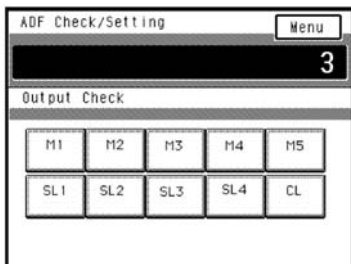 ADF Check/Setting Menu
3
Output Check
M1 M2 M3 M4 M5
SL1 SL2 SL3 SL4 CL